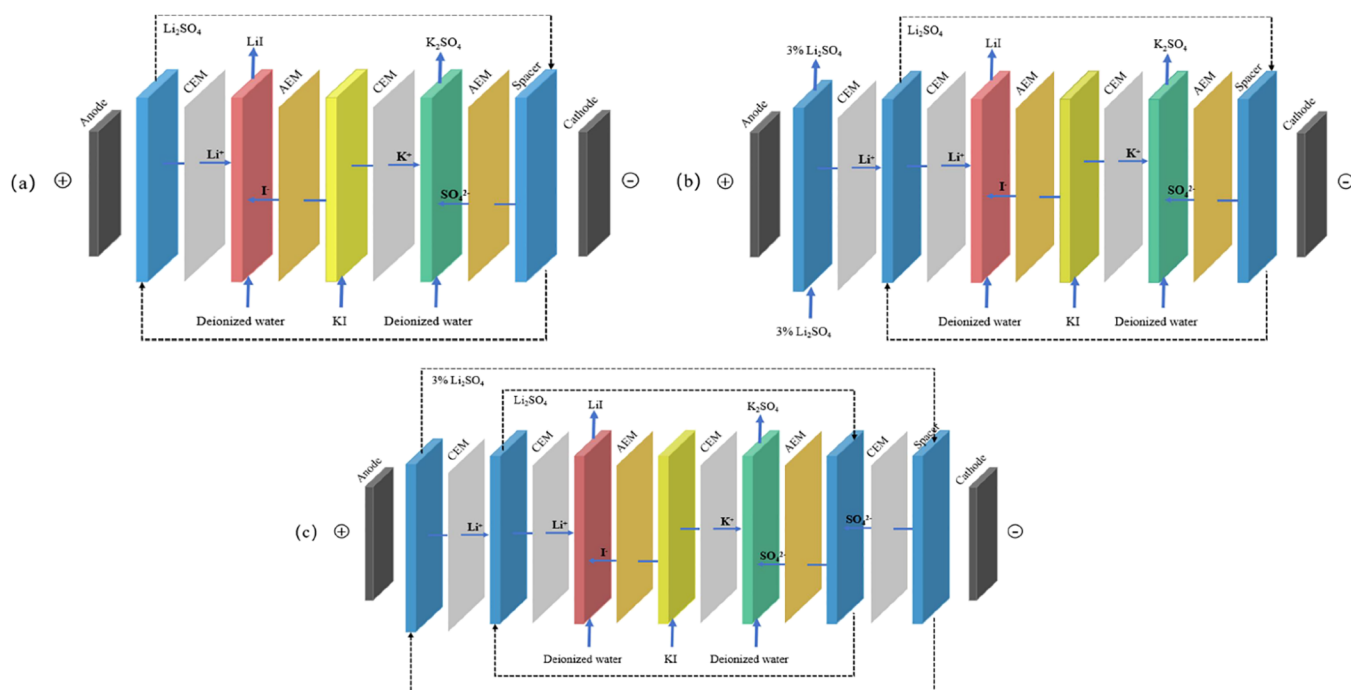 Li₂SO₄
LiI
K₂SO₄
Anode
CEM
AEM
CEM
AEM
Spacer
Cathode
(a)
⊕
Li⁺
I⁻
K⁺
SO₄²⁻
⊖
Deionized water
KI
Deionized water
3% Li₂SO₄
Li₂SO₄
LiI
K₂SO₄
Anode
CEM
CEM
AEM
CEM
AEM
Spacer
Cathode
(b)
⊕
Li⁺
Li⁺
I⁻
K⁺
SO₄²⁻
⊖
Deionized water
KI
Deionized water
3% Li₂SO₄
3% Li₂SO₄
Li₂SO₄
LiI
K₂SO₄
Anode
CEM
CEM
AEM
CEM
AEM
CEM
Spacer
Cathode
(c)
⊕
Li⁺
Li⁺
I⁻
K⁺
SO₄²⁻
SO₄²⁻
⊖
Deionized water
KI
Deionized water